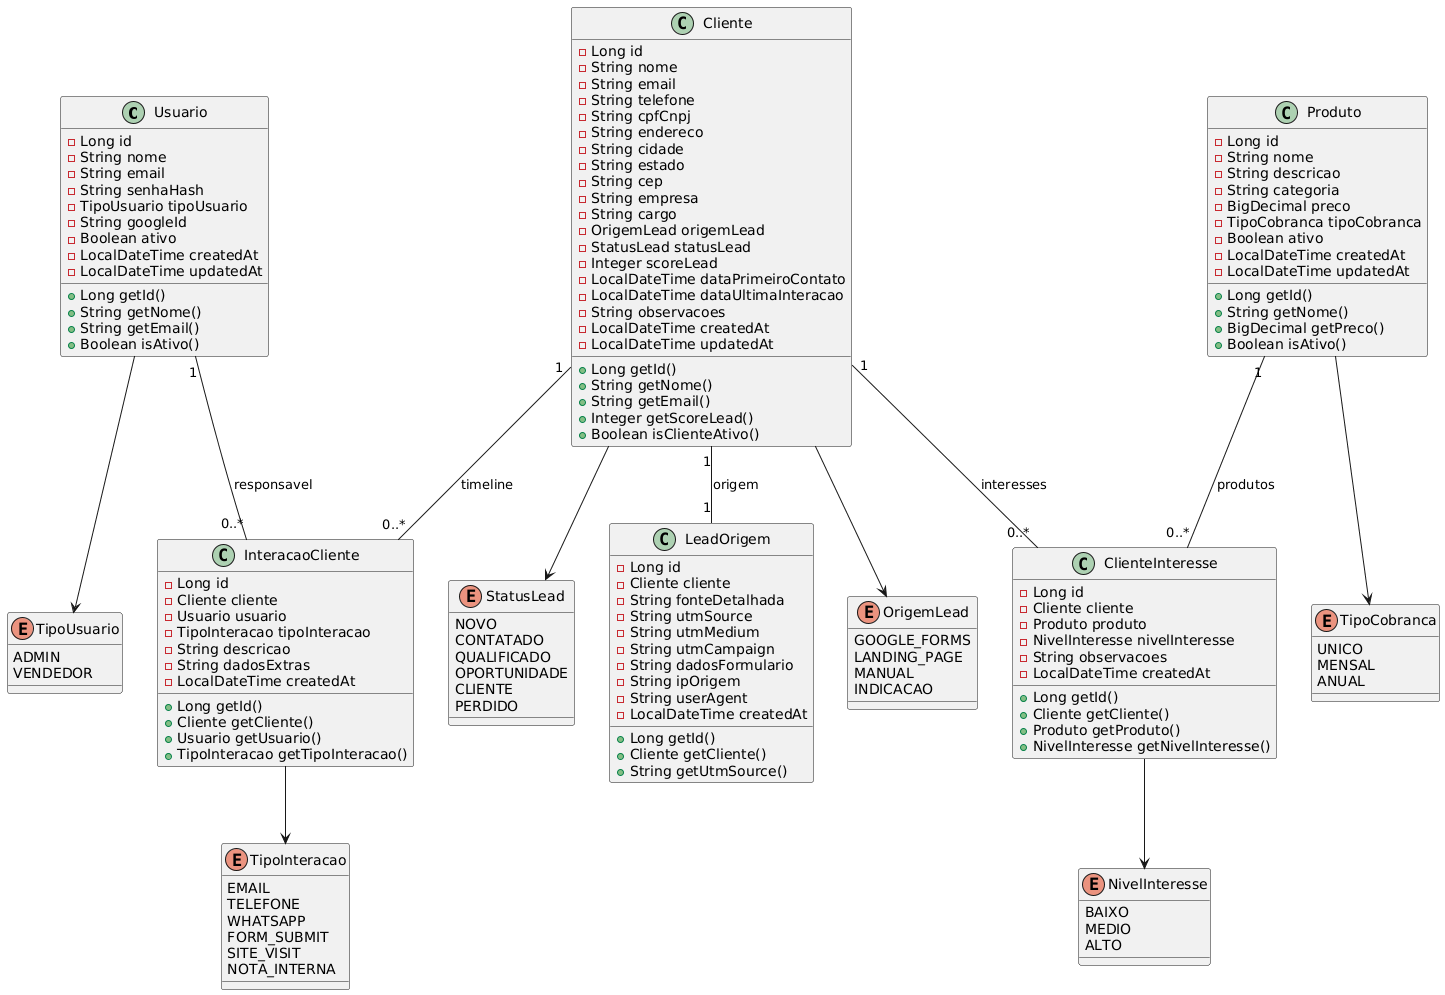 C Cliente
Long id
String nome
String email
String telefone
String cpfCnpj
String endereco
String cidade
String estado
String cep
String empresa
String cargo
OrigemLead origemLead
StatusLead statusLead
Integer scoreLead
LocalDateTime dataPrimeiroContato
LocalDateTime dataUltimaInteracao
String observacoes
LocalDateTime createdAt
LocalDateTime updatedAt
Long getId()
String getNome()
String getEmail()
Integer getScoreLead()
Boolean isClienteAtivo()
C Usuario
Long id
String nome
String email
String senhaHash
TipoUsuario tipoUsuario
String googleId
Boolean ativo
LocalDateTime createdAt
LocalDateTime updatedAt
Long getId()
String getNome()
String getEmail()
Boolean isAtivo()
C Produto
Long id
String nome
String descricao
String categoria
BigDecimal preco
TipoCobranca tipoCobranca
Boolean ativo
LocalDateTime createdAt
LocalDateTime updatedAt
Long getId()
String getNome()
BigDecimal getPreco()
Boolean isAtivo()
1
1
1
1
1
responsavel
timeline
origem
interesses
produtos
0..*
0..*
1
0..*
0..*
E TipoUsuario
ADMIN
VENDEDOR
C InteracaoCliente
Long id
Cliente cliente
Usuario usuario
TipoInteracao tipoInteracao
String descricao
String dadosExtras
LocalDateTime createdAt
Long getId()
Cliente getCliente()
Usuario getUsuario()
TipoInteracao getTipoInteracao()
E StatusLead
NOVO
CONTATADO
QUALIFICADO
OPORTUNIDADE
CLIENTE
PERDIDO
C LeadOrigem
Long id
Cliente cliente
String fonteDetalhada
String utmSource
String utmMedium
String utmCampaign
String dadosFormulario
String ipOrigem
String userAgent
LocalDateTime createdAt
Long getId()
Cliente getCliente()
String getUtmSource()
E OrigemLead
GOOGLE_FORMS
LANDING_PAGE
MANUAL
INDICACAO
C ClienteInteresse
Long id
Cliente cliente
Produto produto
NivelInteresse nivelInteresse
String observacoes
LocalDateTime createdAt
Long getId()
Cliente getCliente()
Produto getProduto()
NivelInteresse getNivelInteresse()
E TipoCobranca
UNICO
MENSAL
ANUAL
E TipoInteracao
EMAIL
TELEFONE
WHATSAPP
FORM_SUBMIT
SITE_VISIT
NOTA_INTERNA
E NivelInteresse
BAIXO
MEDIO
ALTO